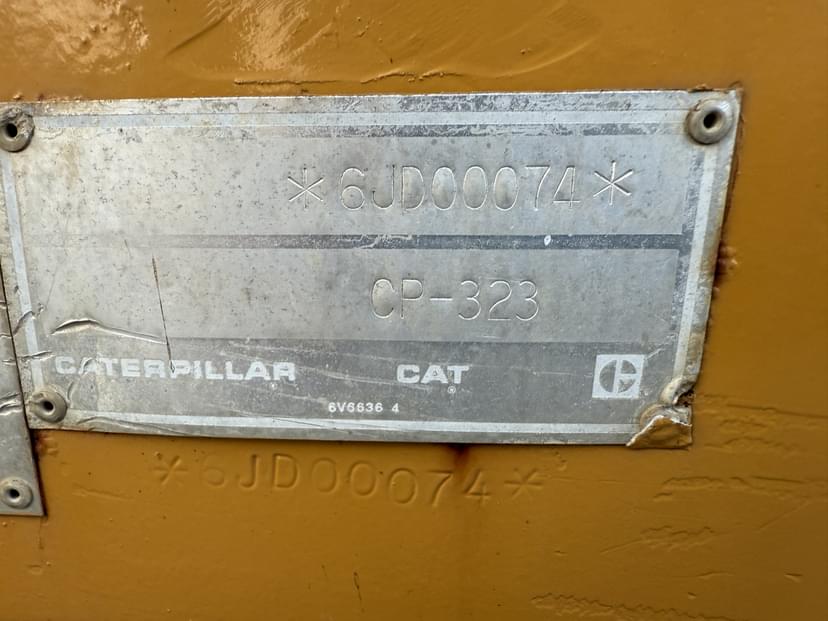 *6JD00074*
CP-323
CATERPILLAR CAT
6V6636 4
*6JD00074*